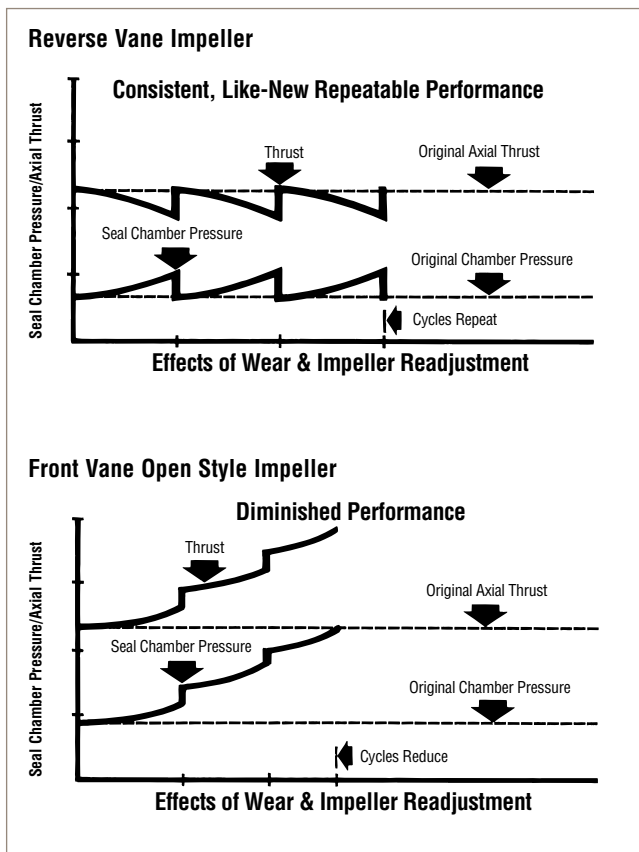 Reverse Vane Impeller
Consistent, Like-New Repeatable Performance
Thrust
Original Axial Thrust
Seal Chamber Pressure
Original Chamber Pressure
Cycles Repeat
Seal Chamber Pressure/Axial Thrust
Effects of Wear & Impeller Readjustment
Front Vane Open Style Impeller
Diminished Performance
Thrust
Original Axial Thrust
Seal Chamber Pressure
Original Chamber Pressure
Cycles Reduce
Seal Chamber Pressure/Axial Thrust
Effects of Wear & Impeller Readjustment